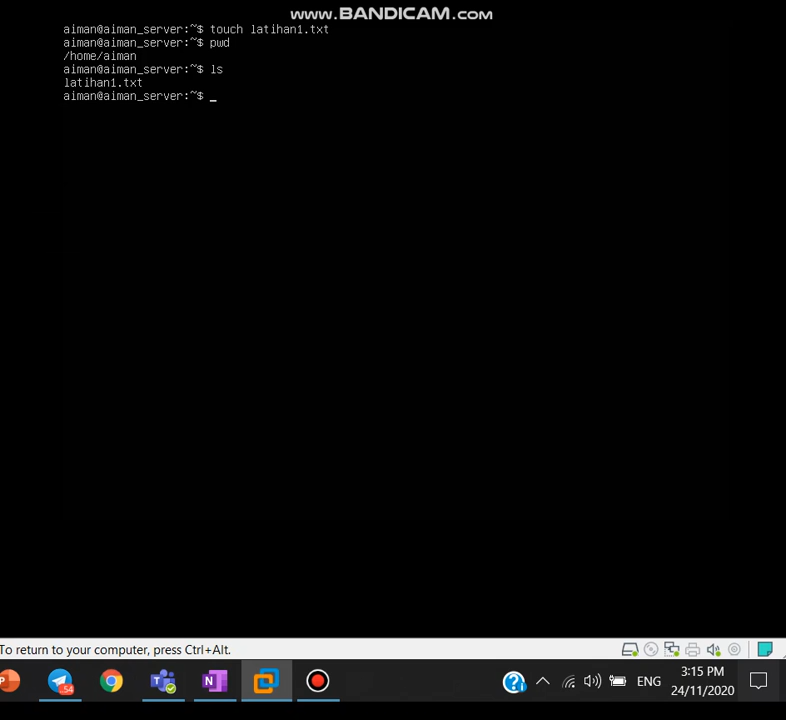 www.BANDICAM.com
aiman@aiman_server:~$ touch latihan1.txt
aiman@aiman_server:~$ pwd
/home/aiman
aiman@aiman_server:~$ ls
latihan1.txt
aiman@aiman_server:~$ _
To return to your computer, press Ctrl+Alt.
P
54
T
N
?
ENG
3:15 PM
24/11/2020